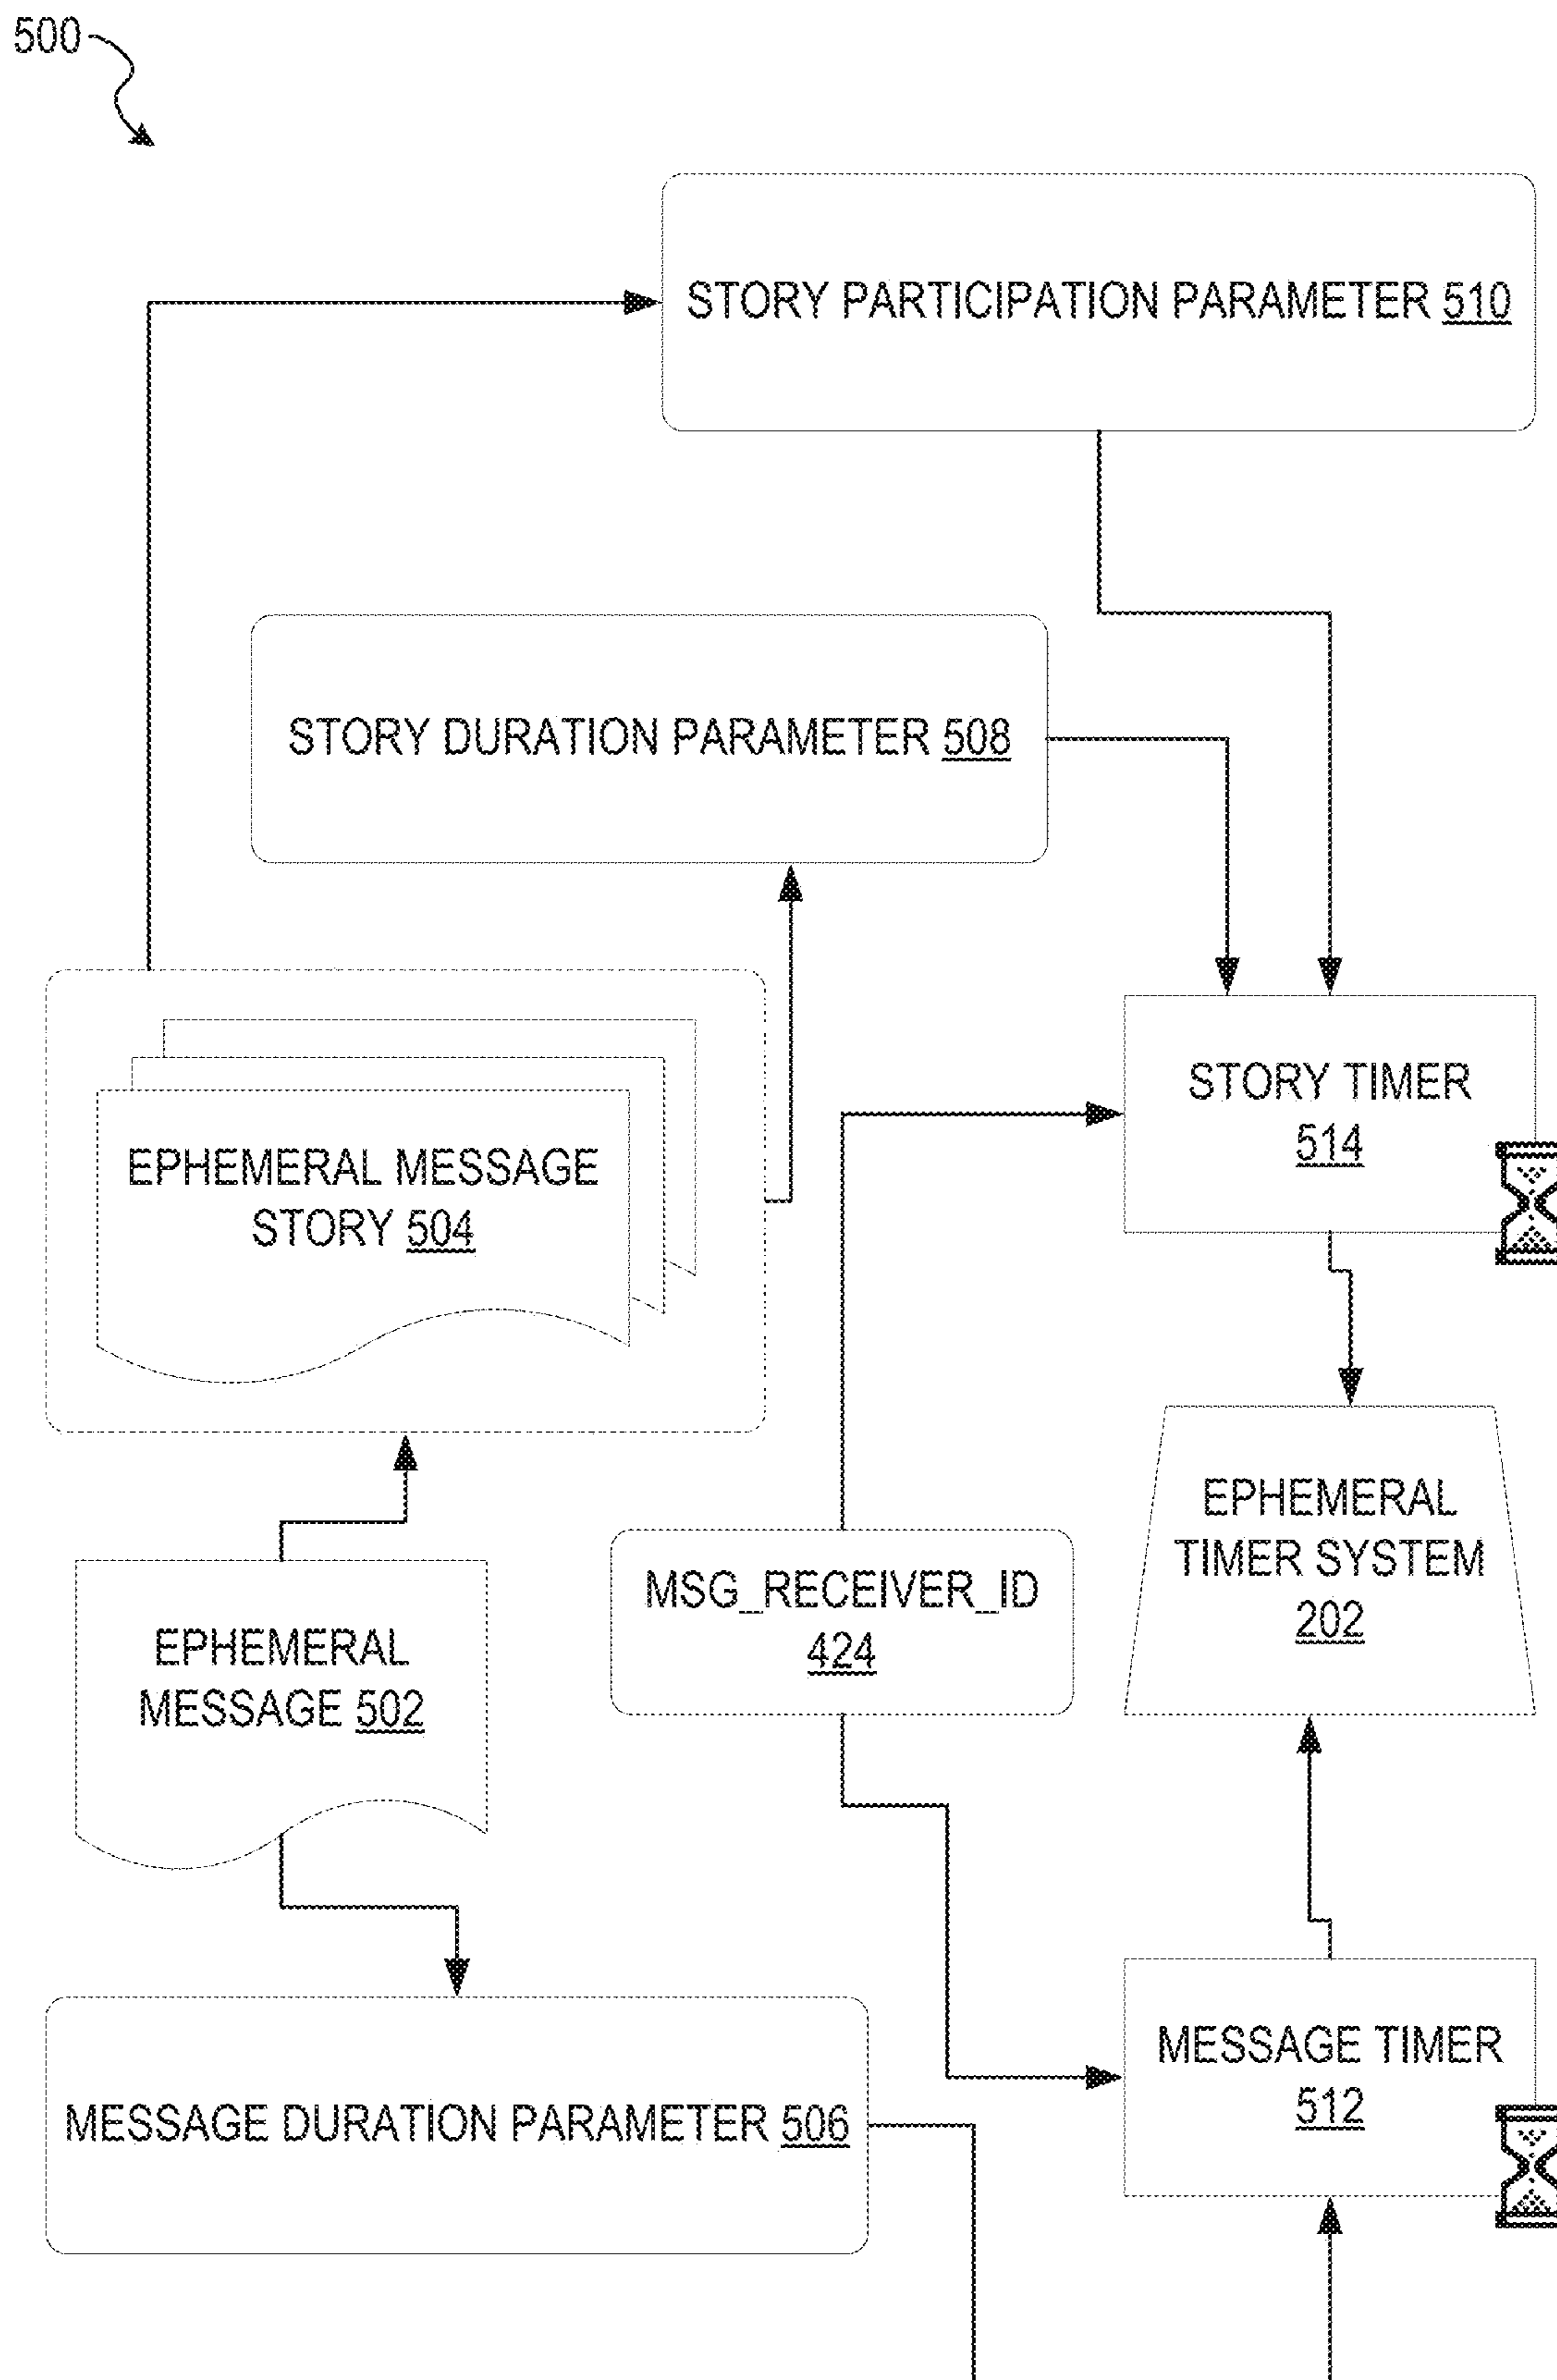 500
STORY PARTICIPATION PARAMETER 510
STORY DURATION PARAMETER 508
EPHEMERAL MESSAGE
STORY 504
STORY TIMER
514
EPHEMERAL
TIMER SYSTEM
202
MSG_RECEIVER_ID
424
EPHEMERAL
MESSAGE 502
MESSAGE TIMER
512
MESSAGE DURATION PARAMETER 506